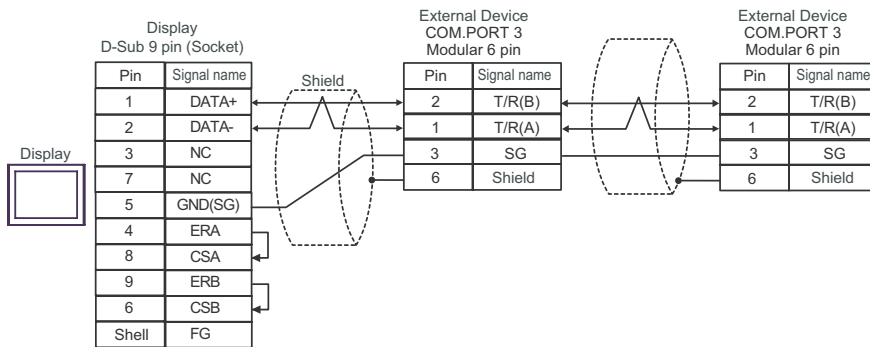 Display
D-Sub 9 pin (Socket)
Pin Signal name
1 DATA+
2 DATA-
3 NC
7 NC
5 GND(SG)
4 ERA
8 CSA
9 ERB
6 CSB
Shell FG
Display
Shield
External Device
COM.PORT 3
Modular 6 pin
Pin Signal name
2 T/R(B)
1 T/R(A)
3 SG
6 Shield
External Device
COM.PORT 3
Modular 6 pin
Pin Signal name
2 T/R(B)
1 T/R(A)
3 SG
6 Shield